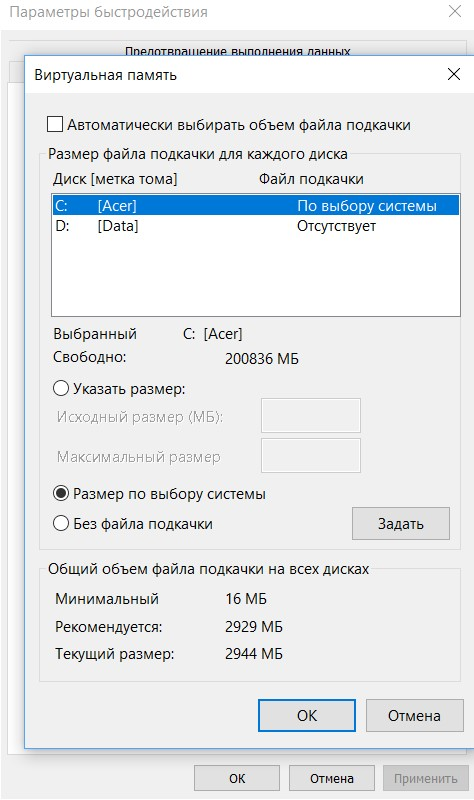 Параметры быстродействия
Предотвращение выполнения данных
Виртуальная память
Автоматически выбирать объем файла подкачки
Размер файла подкачки для каждого диска
Диск [метка тома] Файл подкачки
C: [Acer] По выбору системы
D: [Data] Отсутствует
Выбранный C: [Acer]
Свободно: 200836 МБ
Указать размер:
Исходный размер (МБ):
Максимальный размер
Размер по выбору системы
Без файла подкачки Задать
Общий объем файла подкачки на всех дисках
Минимальный 16 МБ
Рекомендуется: 2929 МБ
Текущий размер: 2944 МБ
ОК Отмена
ОК Отмена Применить